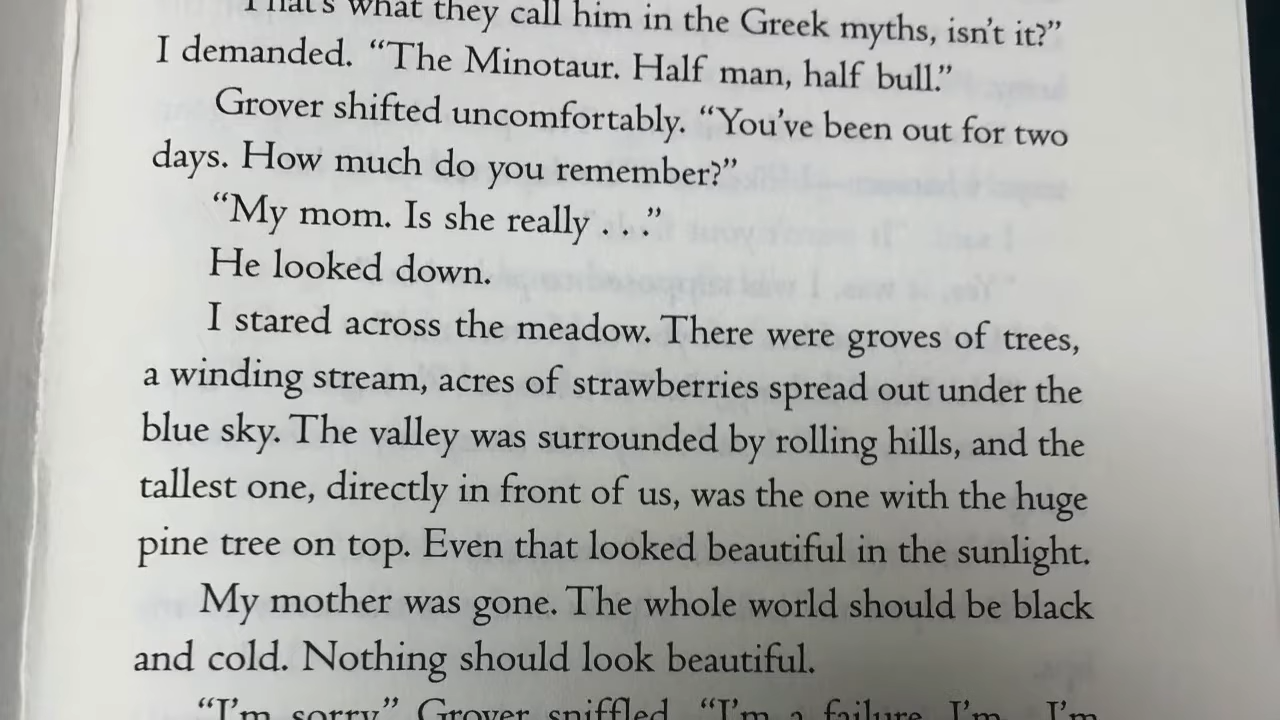 "That's what they call him in the Greek myths, isn't it?"
I demanded. "The Minotaur. Half man, half bull."
Grover shifted uncomfortably. "You've been out for two
days. How much do you remember?"
"My mom. Is she really . . ."
He looked down.
I stared across the meadow. There were groves of trees,
a winding stream, acres of strawberries spread out under the
blue sky. The valley was surrounded by rolling hills, and the
tallest one, directly in front of us, was the one with the huge
pine tree on top. Even that looked beautiful in the sunlight.
My mother was gone. The whole world should be black
and cold. Nothing should look beautiful.
"I'm sorry," Grover sniffled. "I'm a failure. I'm . . . I'm